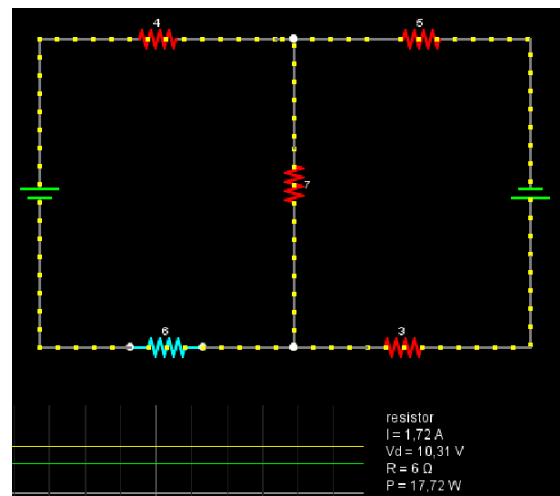 4
5
7
6
3
resistor
I = 1,72 A
Vd = 10,31 V
R = 6 Ω
P = 17,72 W